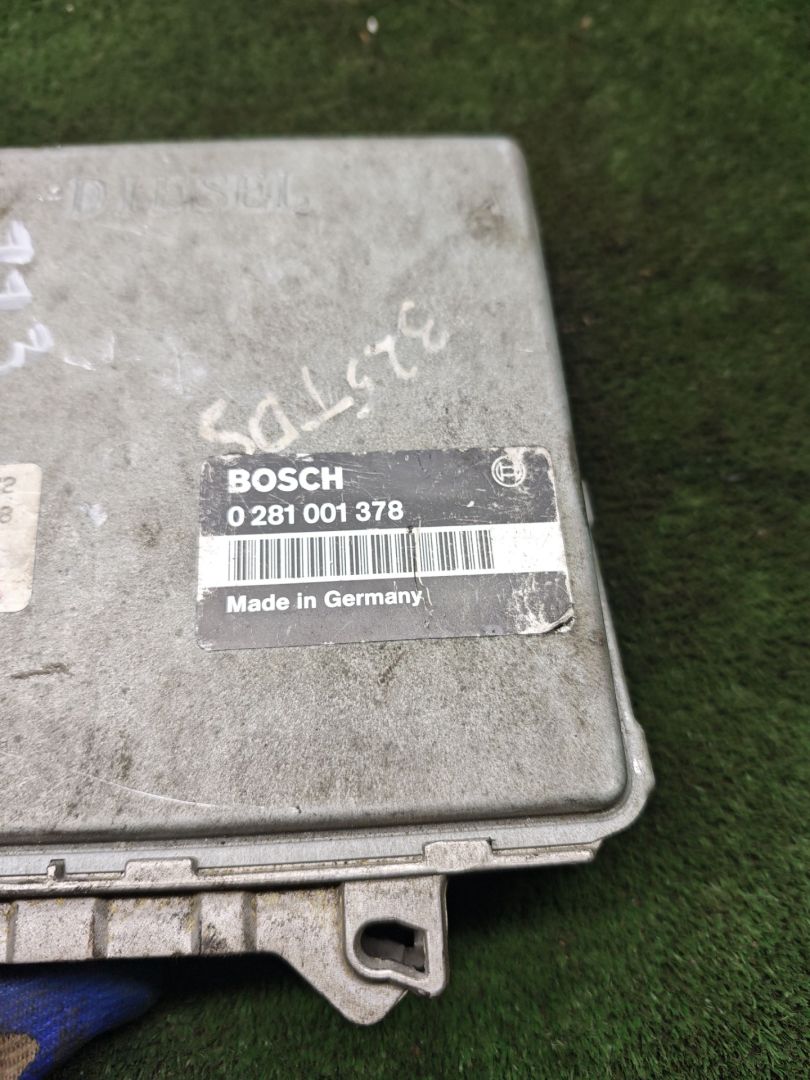 DIESEL
325TDS
BOSCH
0 281 001 378
Made in Germany